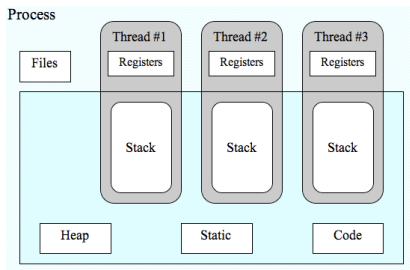 Process
Thread #1
Thread #2
Thread #3
Files
Registers
Registers
Registers
Stack
Stack
Stack
Heap
Static
Code